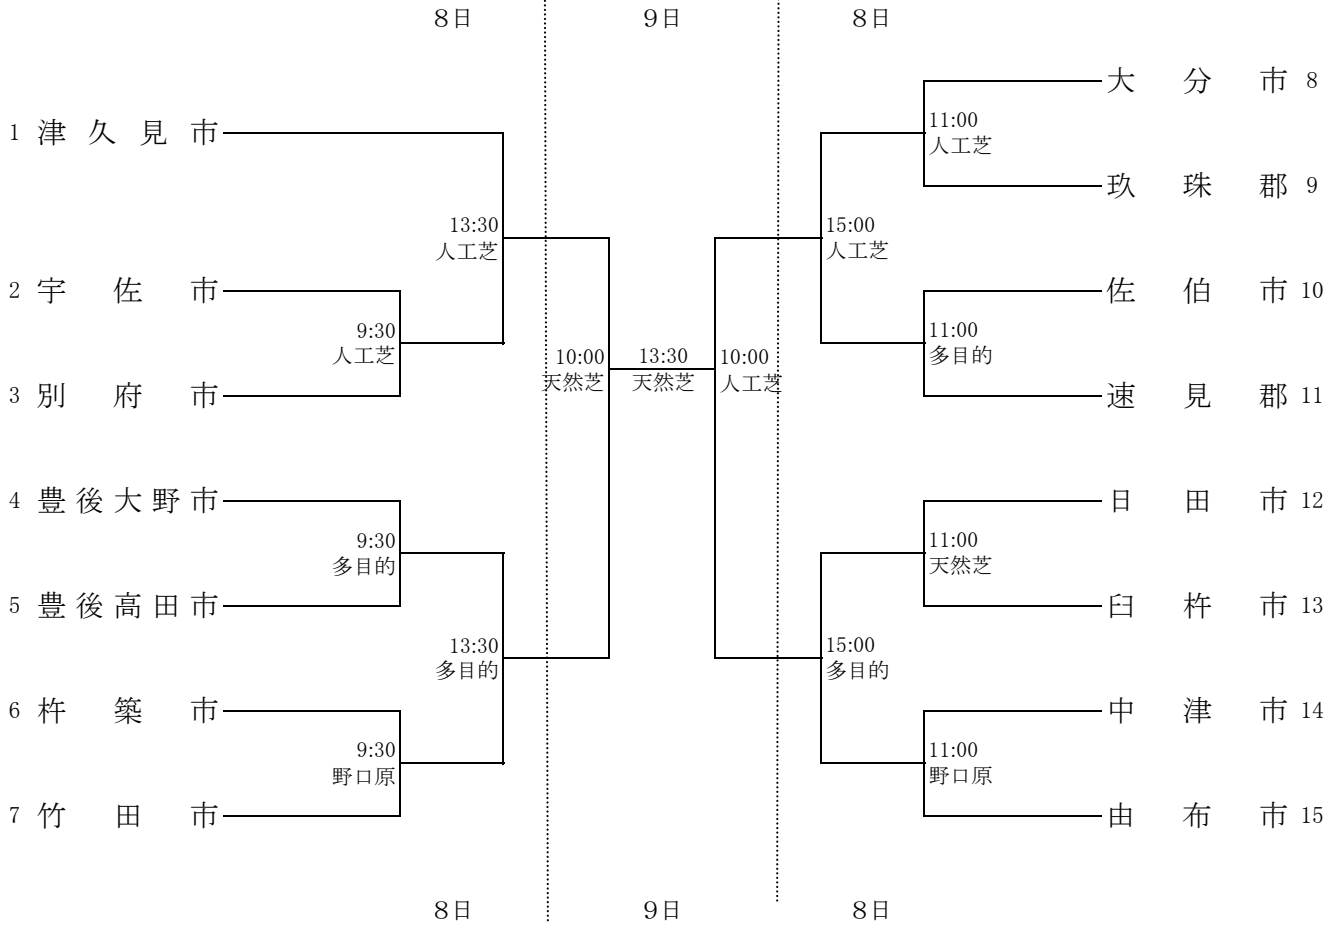 8日 9日 8日
大分市 8
1 津久見市
11:00
人工芝
玖珠郡 9
13:30
人工芝
15:00
人工芝
2 宇佐市
佐伯市 10
9:30
人工芝
11:00
多目的
10:00
天然芝
13:30
天然芝
10:00
人工芝
3 別府市
速見郡 11
4 豊後大野市
日田市 12
9:30
多目的
11:00
天然芝
5 豊後高田市
臼杵市 13
13:30
多目的
15:00
多目的
6 杵築市
中津市 14
9:30
野口原
11:00
野口原
7 竹田市
由布市 15
8日 9日 8日